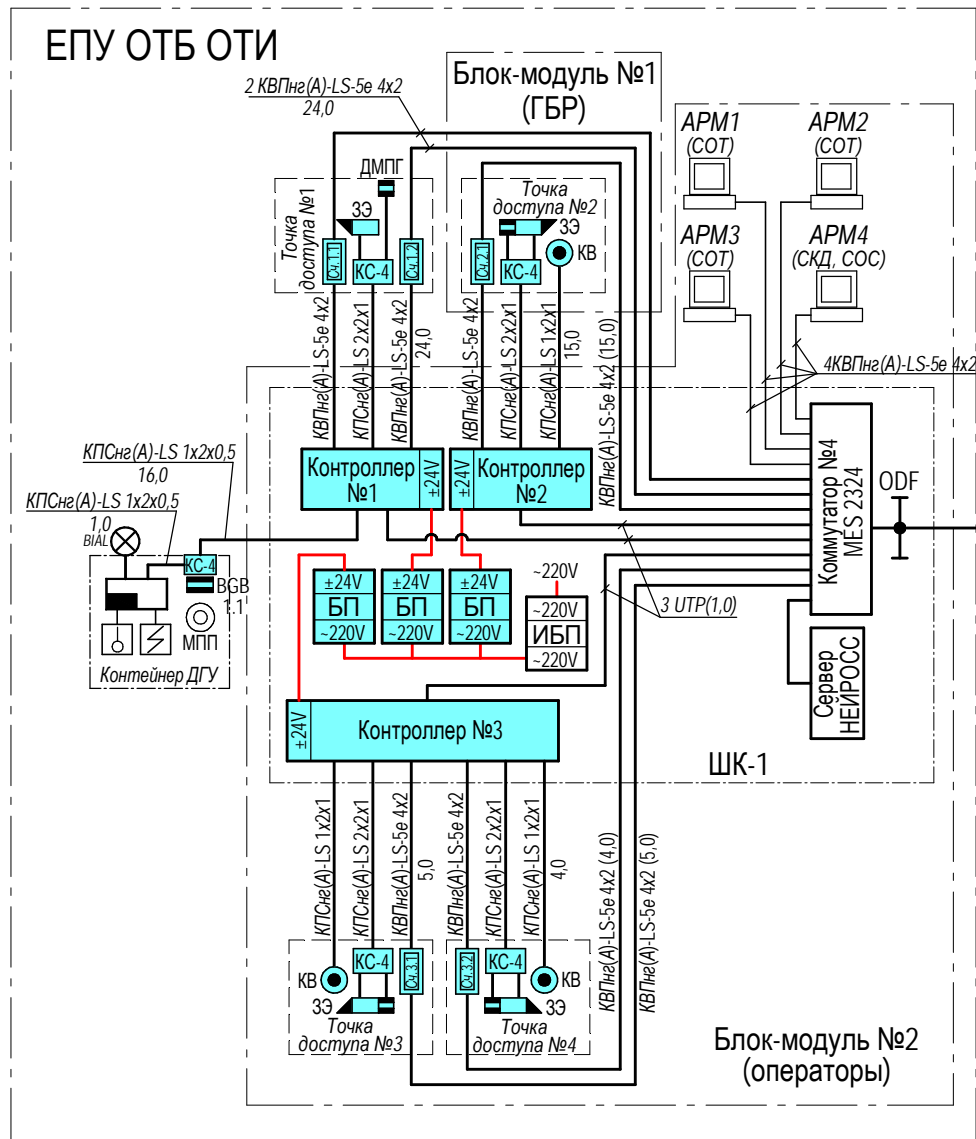 ЕПУ ОТБ ОТИ
Блок-модуль №1
(ГБР)
2 КВПнг(А)-LS-5е 4х2
24,0
АРМ1
(СОТ)
АРМ2
(СОТ)
АРМ3
(СОТ)
АРМ4
(СКД, СОС)
4КВПнг(А)-LS-5е 4х2
Точка
доступа №1
ДМПГ
ЗЭ
Сч.1.1
КС-4
Сч.1.2
Точка
доступа №2
ЗЭ
КВ
Сч.2.1
КС-4
КВПнг(А)-LS-5е 4х2
КПСнг(А)-LS 2х2х1
КВПнг(А)-LS-5е 4х2
24,0
КВПнг(А)-LS-5е 4х2
КПСнг(А)-LS 2х2х1
КПСнг(А)-LS 1х2х1
15,0
КВПнг(А)-LS-5е 4х2 (15,0)
КПСнг(А)-LS 1х2х0,5
16,0
КПСнг(А)-LS 1х2х0,5
1,0
BIAL
КС-4
BGB
1.1
МПП
Контейнер ДГУ
Контроллер
№1
±24V
±24V
Контроллер
№2
Коммутатор №4
MES 2324
ODF
±24V
БП
~220V
±24V
БП
~220V
±24V
БП
~220V
~220V
~220V
ИБП
~220V
3 UTP(1,0)
Сервер
НЕЙРОСС
±24V
Контроллер №3
ШК-1
КПСнг(А)-LS 1х2х1
КПСнг(А)-LS 2х2х1
КВПнг(А)-LS-5е 4х2
5,0
КВПнг(А)-LS-5е 4х2
КПСнг(А)-LS 2х2х1
КПСнг(А)-LS 1х2х1
4,0
КВПнг(А)-LS-5е 4х2 (4,0)
КВПнг(А)-LS-5е 4х2 (5,0)
КВ
КС-4
Сч.3.1
ЗЭ
Точка
доступа №3
Сч.3.2
КС-4
КВ
ЗЭ
Точка
доступа №4
Блок-модуль №2
(операторы)